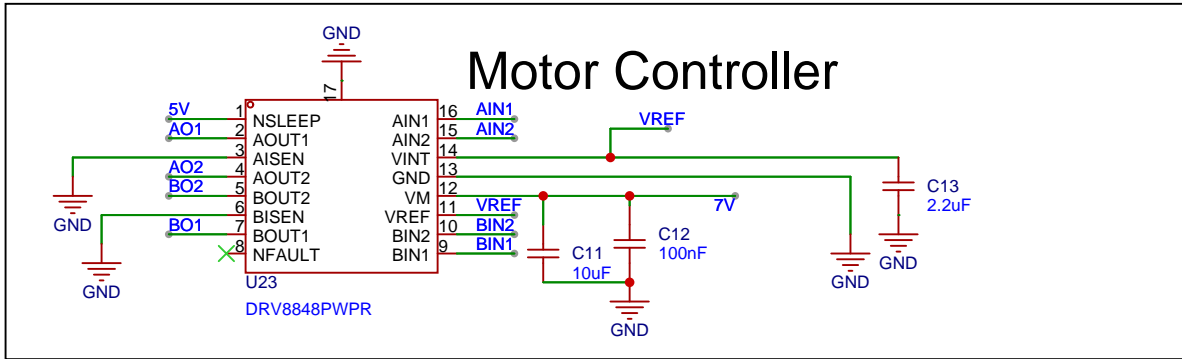 Motor Controller
GND
17
5V 1 NSLEEP AIN1 16 AIN1
AO1 2 AOUT1 AIN2 15 AIN2
3 AISEN VINT 14
VREF
AO2 4 AOUT2 GND 13
BO2 5 BOUT2 VM 12 7V
6 BISEN VREF 11 VREF
BO1 7 BOUT1 BIN2 10 BIN2
8 NFAULT BIN1 9 BIN1
GND
GND
U23
DRV8848PWPR
C11
10uF
C12
100nF
GND
GND
C13
2.2uF
GND